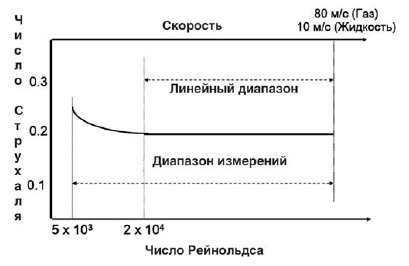 80 м/с (Газ)
Скорость
10 м/с (Жидкость)
Число Струхаля
0.3
Линейный диапазон
0.2
Диапазон измерений
0.1
5 x 10³
2 x 10⁴
Число Рейнольдса